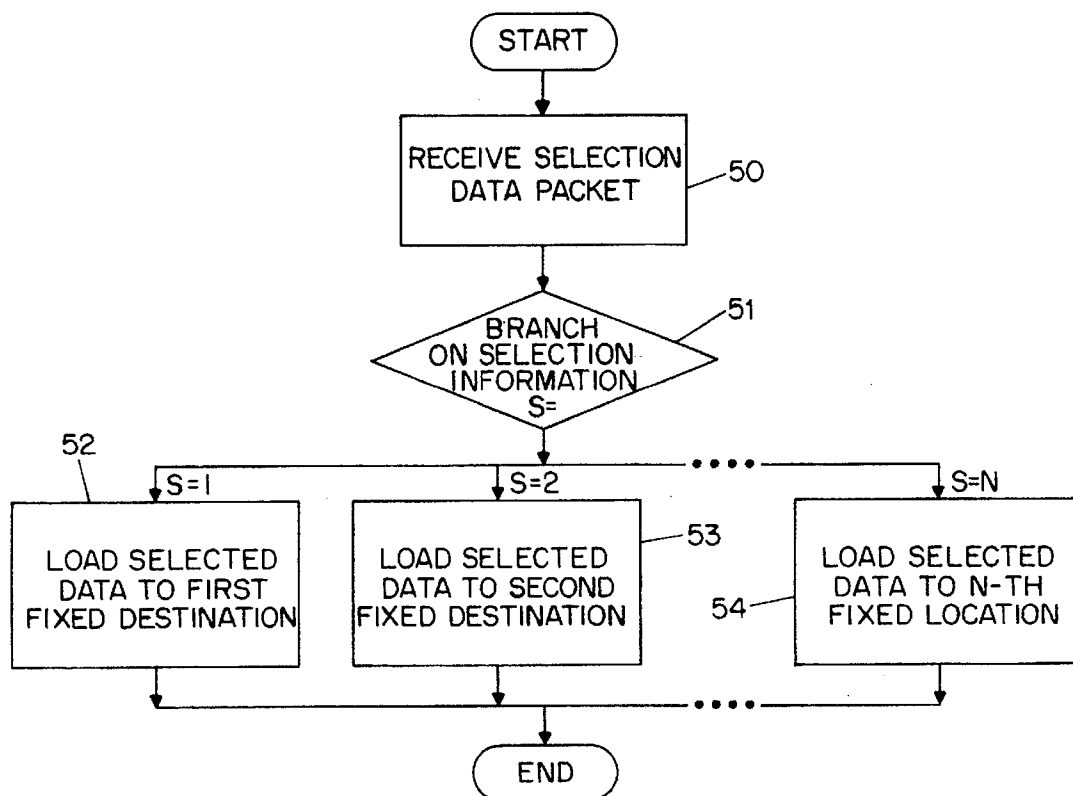 START
RECEIVE SELECTION
DATA PACKET
50
BRANCH
ON SELECTION
INFORMATION
S=
51
52
S=1
S=2
S=N
LOAD SELECTED
DATA TO FIRST
FIXED DESTINATION
LOAD SELECTED
DATA TO SECOND
FIXED DESTINATION
53
LOAD SELECTED
DATA TO N-TH
FIXED LOCATION
54
END